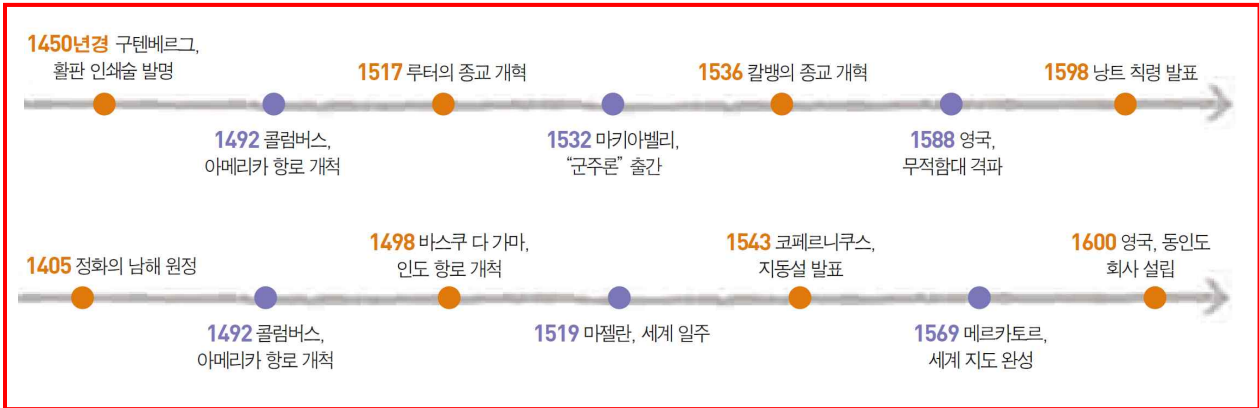 1450년경 구텐베르그,
활판 인쇄술 발명
1517 루터의 종교 개혁
1536 칼뱅의 종교 개혁
1598 낭트 칙령 발표
1492 콜럼버스,
아메리카 항로 개척
1532 마키아벨리,
“군주론” 출간
1588 영국,
무적함대 격파
1405 정화의 남해 원정
1498 바스쿠 다 가마,
인도 항로 개척
1543 코페르니쿠스,
지동설 발표
1600 영국, 동인도
회사 설립
1492 콜럼버스,
아메리카 항로 개척
1519 마젤란, 세계 일주
1569 메르카토르,
세계 지도 완성